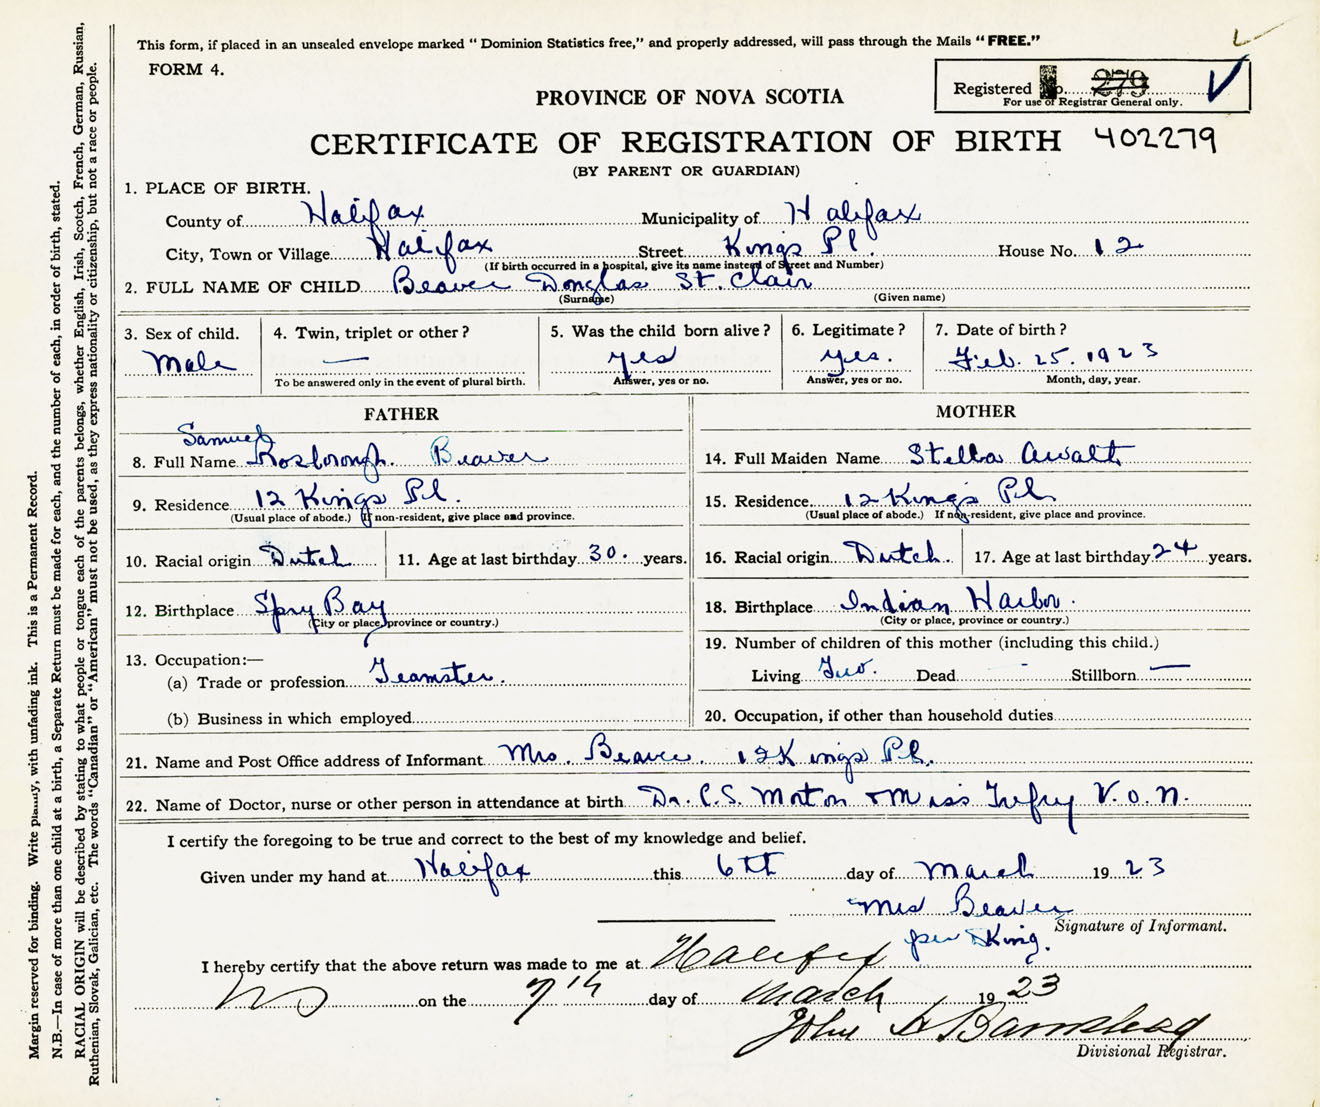 This form, if placed in an unsealed envelope marked "Dominion Statistics free," and properly addressed, will pass through the Mails "FREE."
FORM 4.
Registered No. 279
For use of Registrar General only.
PROVINCE OF NOVA SCOTIA
CERTIFICATE OF REGISTRATION OF BIRTH 402279
(BY PARENT OR GUARDIAN)
1. PLACE OF BIRTH.
County of Halifax Municipality of Halifax
City, Town or Village Halifax Street Kings Pl. House No. 12
(If birth occurred in a hospital, give its name instead of Street and Number)
2. FULL NAME OF CHILD Beaver Douglas St. Clair
(Surname) (Given name)
3. Sex of child. 4. Twin, triplet or other? 5. Was the child born alive? 6. Legitimate? 7. Date of birth?
Male — yes yes. Feb. 25. 1923
To be answered only in the event of plural birth. Answer, yes or no. Answer, yes or no. Month, day, year.
FATHER MOTHER
Samuel
8. Full Name Rosborough. Beaver 14. Full Maiden Name Stella Awalt
9. Residence 12 Kings Pl. 15. Residence 12 Kings Pl.
(Usual place of abode.) If non-resident, give place and province. (Usual place of abode.) If non-resident, give place and province.
10. Racial origin Dutch 11. Age at last birthday 30. years. 16. Racial origin Dutch. 17. Age at last birthday 24 years.
12. Birthplace Spry Bay 18. Birthplace Indian Harbor.
(City or place, province or country.) (City or place, province or country.)
13. Occupation:— 19. Number of children of this mother (including this child.)
(a) Trade or profession Teamster. Living Two. Dead — Stillborn —
(b) Business in which employed 20. Occupation, if other than household duties
21. Name and Post Office address of Informant Mrs. Beaver. 12 Kings Pl.
22. Name of Doctor, nurse or other person in attendance at birth Dr. C.S. Morton + Miss Trefry V.O.N.
I certify the foregoing to be true and correct to the best of my knowledge and belief.
Given under my hand at Halifax this 6th day of March 1923
Mrs Beaver
Signature of Informant.
per King.
I hereby certify that the above return was made to me at Halifax
NS on the 7th day of March 1923
John H Barnstead
Divisional Registrar.
Margin reserved for binding. Write plainly, with unfading ink. This is a Permanent Record.
N.B.—In case of more than one child at a birth, a Separate Return must be made for each, and the number of each, in order of birth, stated.
RACIAL ORIGIN will be described by stating to what people or tongue each of the parents belongs, whether English, Irish, Scotch, French, German, Russian,
Ruthenian, Slovak, Galician, etc. The words "Canadian" or "American" must not be used, as they express nationality or citizenship, but not a race or people.